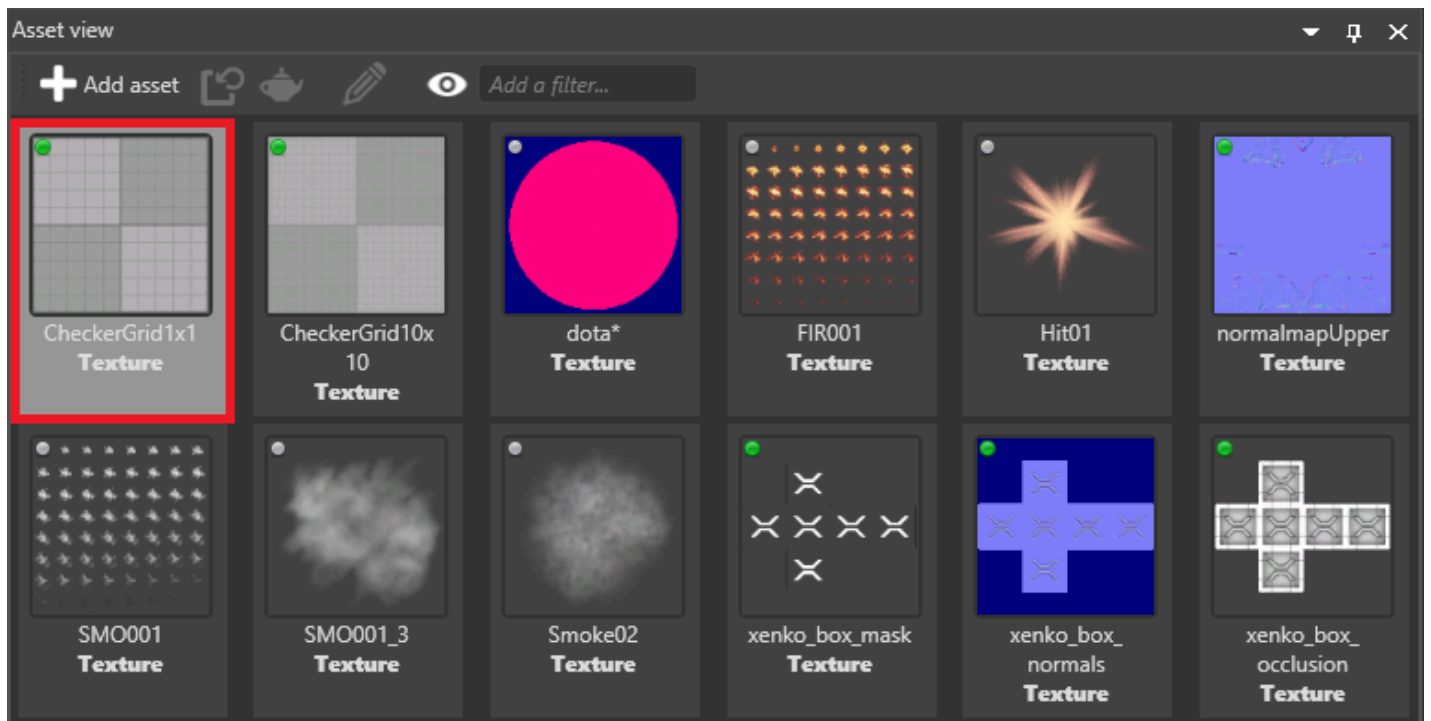 Asset view
Add asset
Add a filter...
CheckerGrid1x1
Texture
CheckerGrid10x
10
Texture
dota*
Texture
FIR001
Texture
Hit01
Texture
normalmapUpper
Texture
SMO001
Texture
SMO001_3
Texture
Smoke02
Texture
xenko_box_mask
Texture
xenko_box_
normals
Texture
xenko_box_
occlusion
Texture